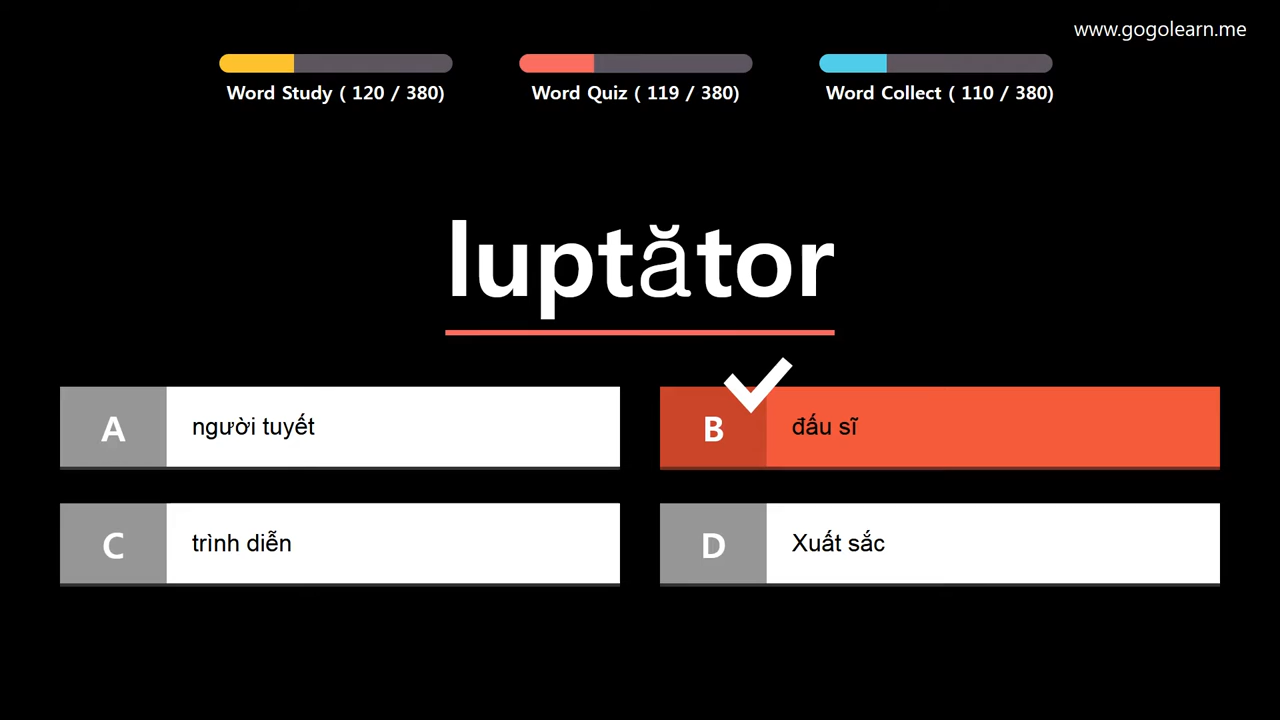 www.gogolearn.me
Word Study ( 120 / 380)
Word Quiz ( 119 / 380)
Word Collect ( 110 / 380)
luptător
A người tuyết
B đấu sĩ
C trình diễn
D Xuất sắc